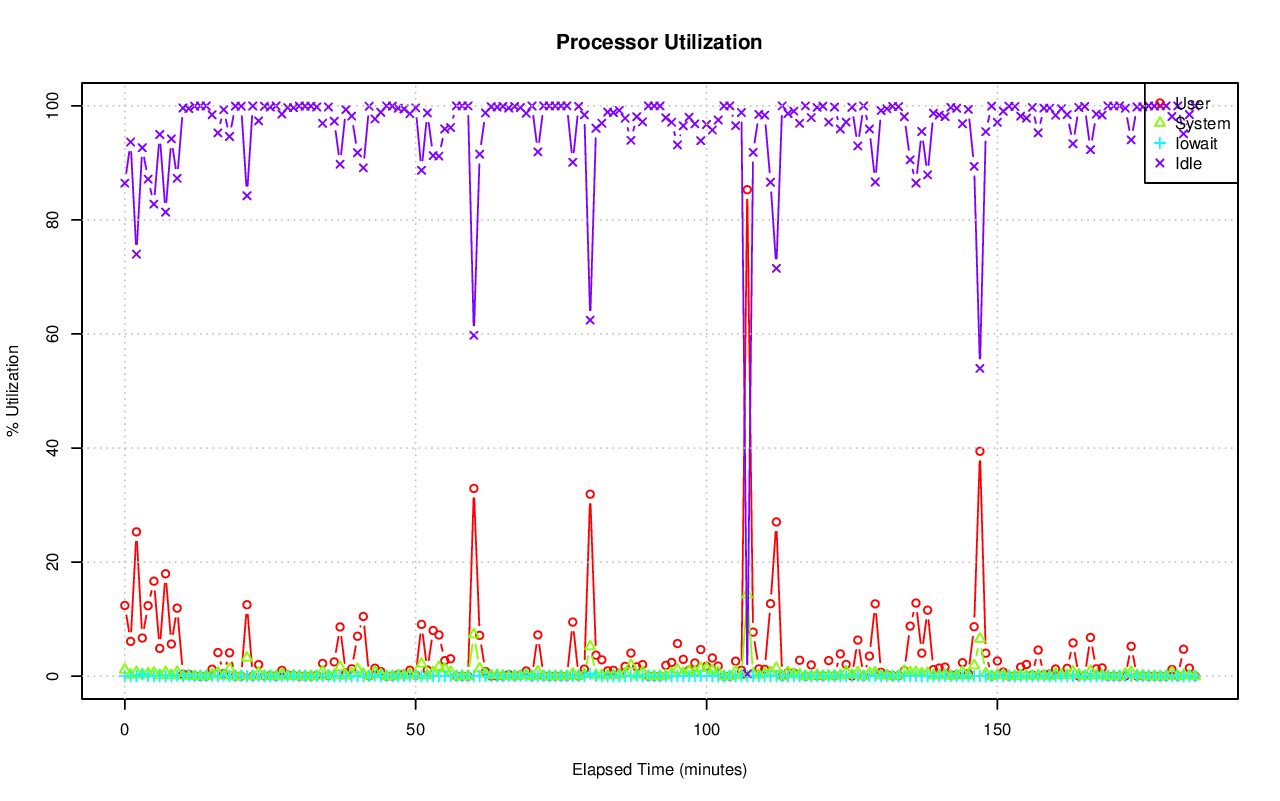 Processor Utilization
100
80
60
40
20
0
% Utilization
User
System
Iowait
Idle
0
50
100
150
Elapsed Time (minutes)